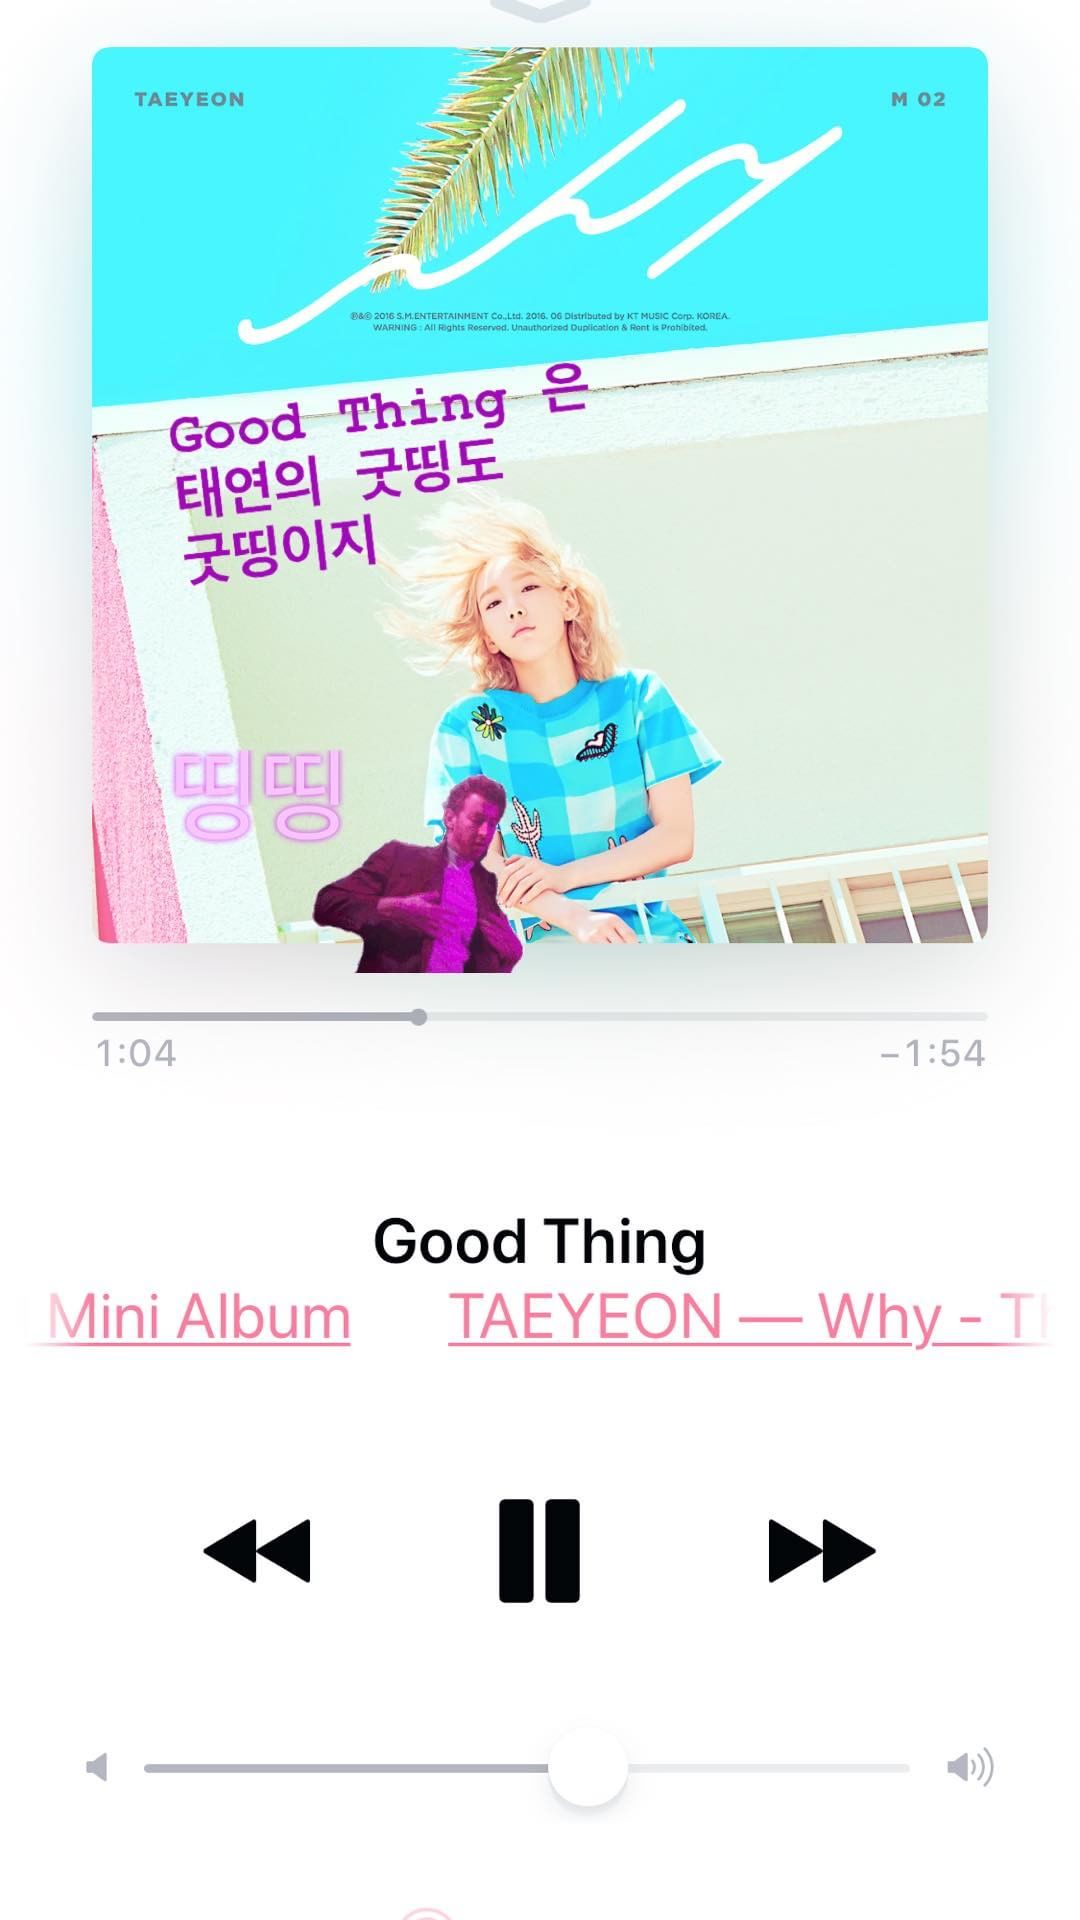 TAEYEON
M 02
Why
℗&© 2016 S.M.ENTERTAINMENT Co.,Ltd. 2016. 06 Distributed by KT MUSIC Corp. KOREA.
WARNING : All Rights Reserved. Unauthorized Duplication & Rent is Prohibited.
Good Thing 은
태연의 굿띵도
굿띵이지
띵띵
1:04
−1:54
Good Thing
Mini Album TAEYEON — Why - Th